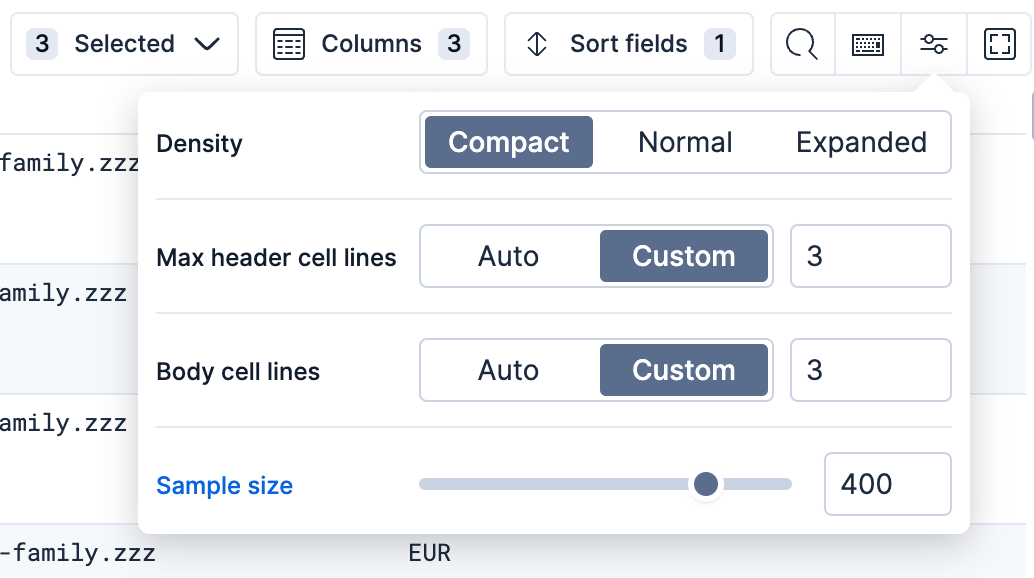 3 Selected Columns 3 Sort fields 1
Density Compact Normal Expanded
family.zzz
Max header cell lines Auto Custom 3
amily.zzz
Body cell lines Auto Custom 3
amily.zzz
Sample size 400
-family.zzz EUR